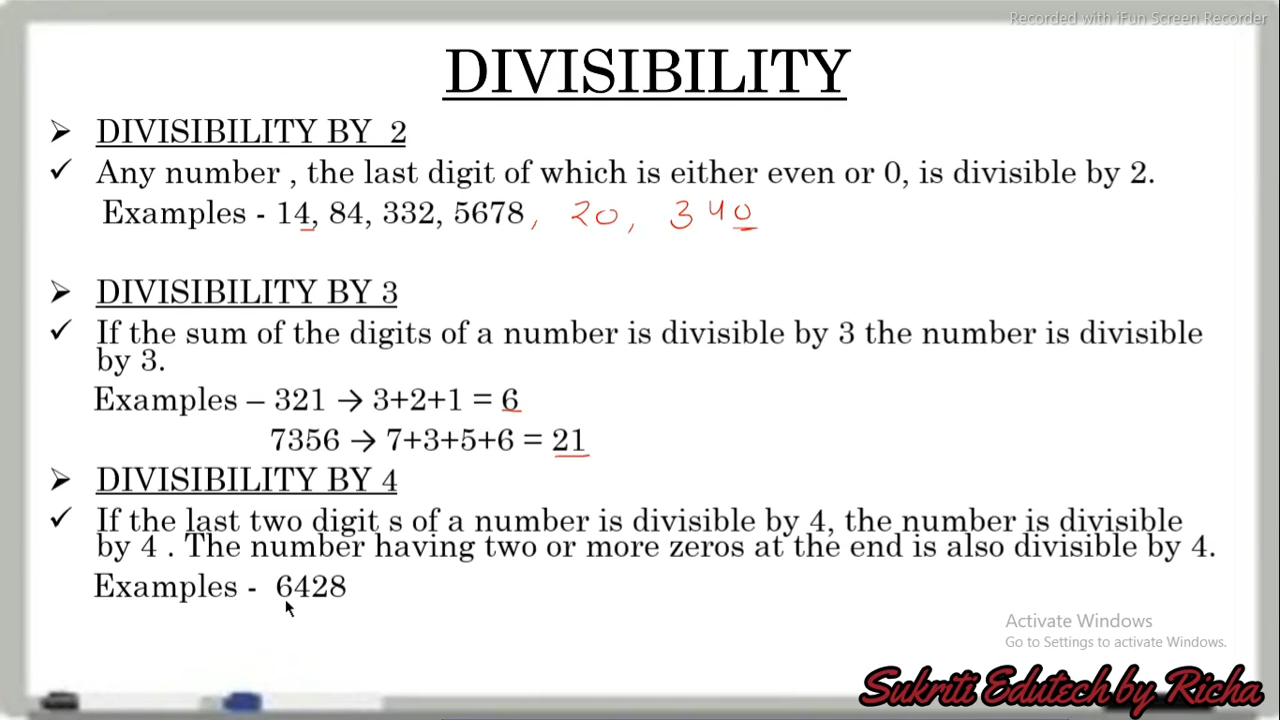 Recorded with iFun Screen Recorder
DIVISIBILITY
➢ DIVISIBILITY BY 2
✓ Any number , the last digit of which is either even or 0, is divisible by 2.
Examples - 14, 84, 332, 5678, 20, 340
➢ DIVISIBILITY BY 3
✓ If the sum of the digits of a number is divisible by 3 the number is divisible
by 3.
Examples – 321 → 3+2+1 = 6
7356 → 7+3+5+6 = 21
➢ DIVISIBILITY BY 4
✓ If the last two digit s of a number is divisible by 4, the number is divisible
by 4 . The number having two or more zeros at the end is also divisible by 4.
Examples - 6428
Activate Windows
Go to Settings to activate Windows.
Sukriti Edutech by Richa